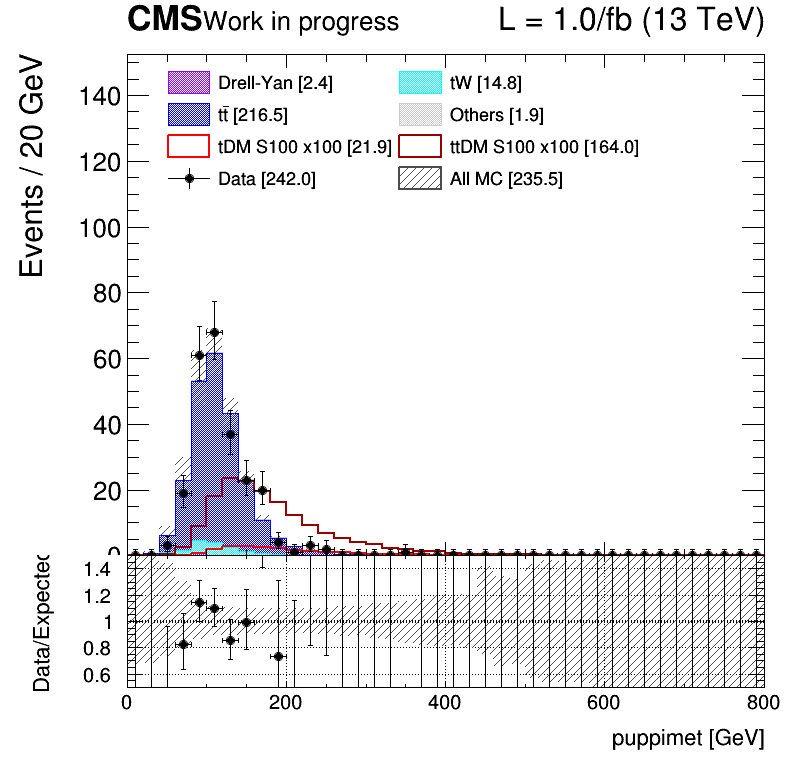 CMS Work in progress L = 1.0/fb (13 TeV)
Events / 20 GeV
Drell-Yan [2.4] tW [14.8]
tt̄ [216.5] Others [1.9]
tDM S100 x100 [21.9] ttDM S100 x100 [164.0]
Data [242.0] All MC [235.5]
140
120
100
80
60
40
20
0
Data/Expected
1.4
1.2
1
0.8
0.6
0 200 400 600 800
puppimet [GeV]